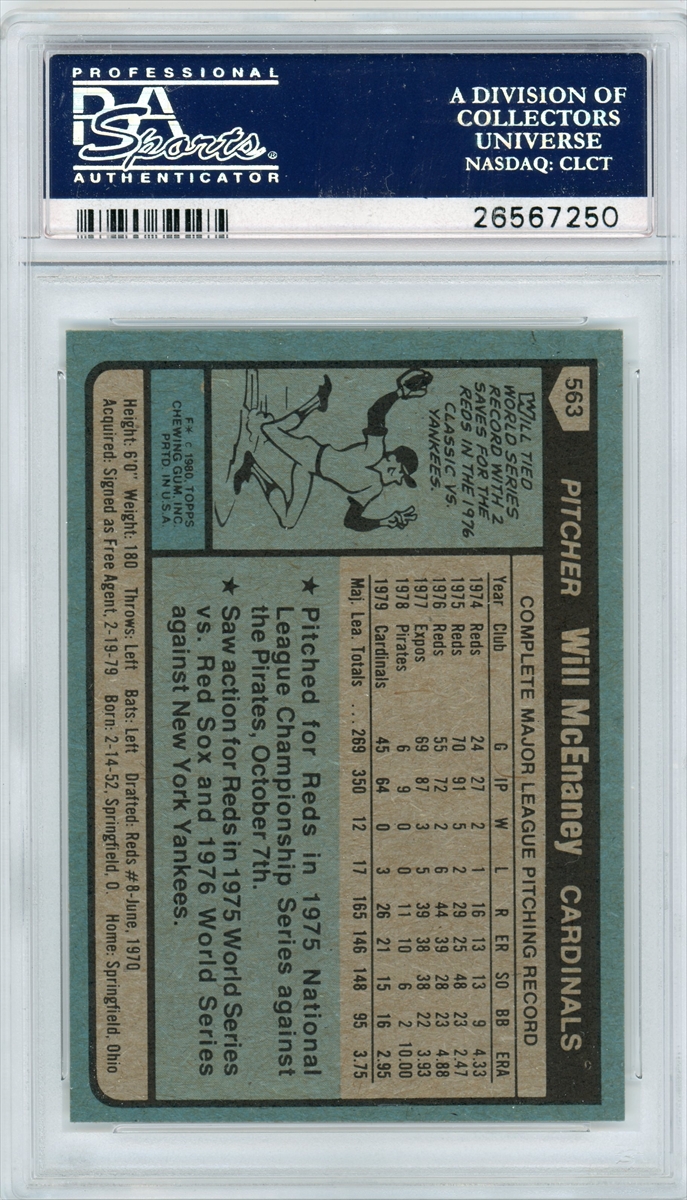 PROFESSIONAL
PSA
Sports®
AUTHENTICATOR
A DIVISION OF
COLLECTORS
UNIVERSE
NASDAQ: CLCT
26567250
563
PITCHER Will McEnaney CARDINALS
WILL TIED
WORLD SERIES
RECORD WITH 2
SAVES FOR THE
REDS IN THE 1976
CLASSIC VS.
YANKEES.
F* © 1980, TOPPS
CHEWING GUM, INC.
PRTD. IN U.S.A
COMPLETE MAJOR LEAGUE PITCHING RECORD
Year Club G IP W L R ER SO BB ERA
1974 Reds 24 27 2 1 16 13 13 9 4.33
1975 Reds 70 91 5 2 29 25 48 23 2.47
1976 Reds 55 72 2 6 44 39 28 23 4.88
1977 Expos 69 87 3 5 39 38 38 22 3.93
1978 Pirates 6 9 0 0 11 10 6 2 10.00
1979 Cardinals 45 64 0 3 26 21 15 16 2.95
Maj. Lea. Totals ... 269 350 12 17 165 146 148 95 3.75
★ Pitched for Reds in 1975 National
League Championship Series against
the Pirates, October 7th.
★ Saw action for Reds in 1975 World Series
vs. Red Sox and 1976 World Series
against New York Yankees.
Height: 6'0" Weight: 180 Throws: Left Bats: Left Drafted: Reds #8-June, 1970
Acquired: Signed as Free Agent, 2-19-79 Born: 2-14-52, Springfield, O. Home: Springfield, Ohio